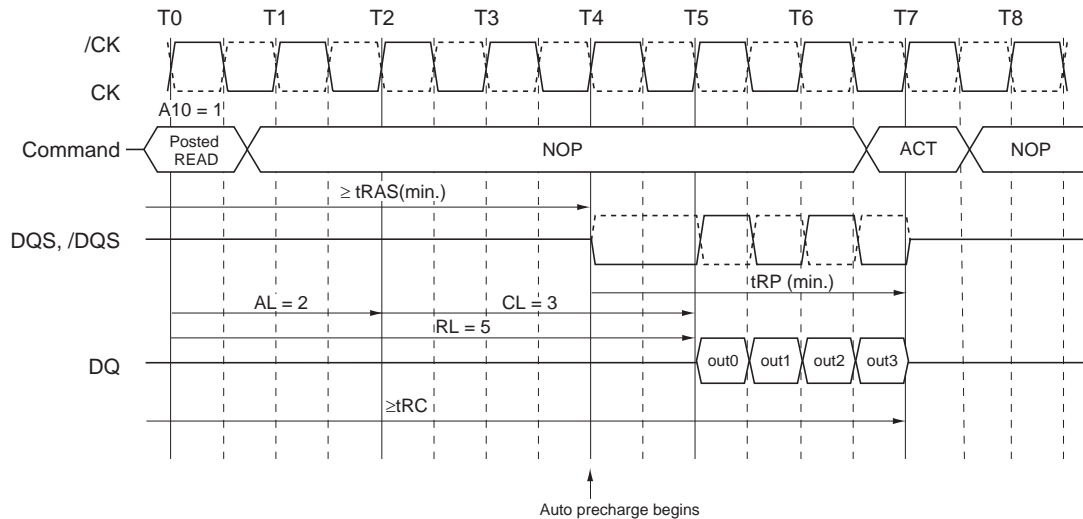 T0 T1 T2 T3 T4 T5 T6 T7 T8
/CK
CK
A10 = 1
Command
Posted
READ
NOP
ACT
NOP
≥ tRAS(min.)
DQS, /DQS
tRP (min.)
AL = 2
CL = 3
RL = 5
DQ
out0 out1 out2 out3
≥tRC
Auto precharge begins